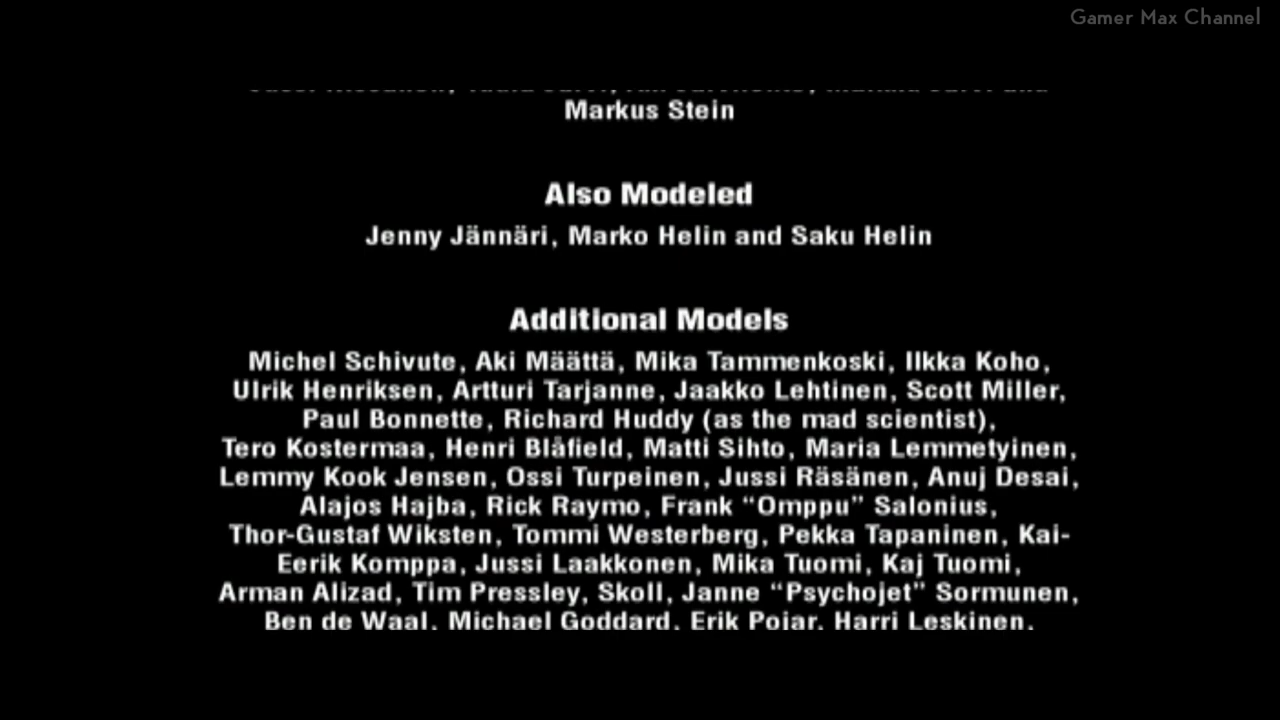 Gamer Max Channel
Markus Stein
Also Modeled
Jenny Jännäri, Marko Helin and Saku Helin
Additional Models
Michel Schivute, Aki Määttä, Mika Tammenkoski, Ilkka Koho,
Ulrik Henriksen, Artturi Tarjanne, Jaakko Lehtinen, Scott Miller,
Paul Bonnette, Richard Huddy (as the mad scientist),
Tero Kostermaa, Henri Blåfield, Matti Sihto, Maria Lemmetyinen,
Lemmy Kook Jensen, Ossi Turpeinen, Jussi Räsänen, Anuj Desai,
Alajos Hajba, Rick Raymo, Frank “Omppu” Salonius,
Thor-Gustaf Wiksten, Tommi Westerberg, Pekka Tapaninen, Kai-
Eerik Komppa, Jussi Laakkonen, Mika Tuomi, Kaj Tuomi,
Arman Alizad, Tim Pressley, Skoll, Janne “Psychojet” Sormunen,
Ben de Waal, Michael Goddard, Erik Pojar, Harri Leskinen,